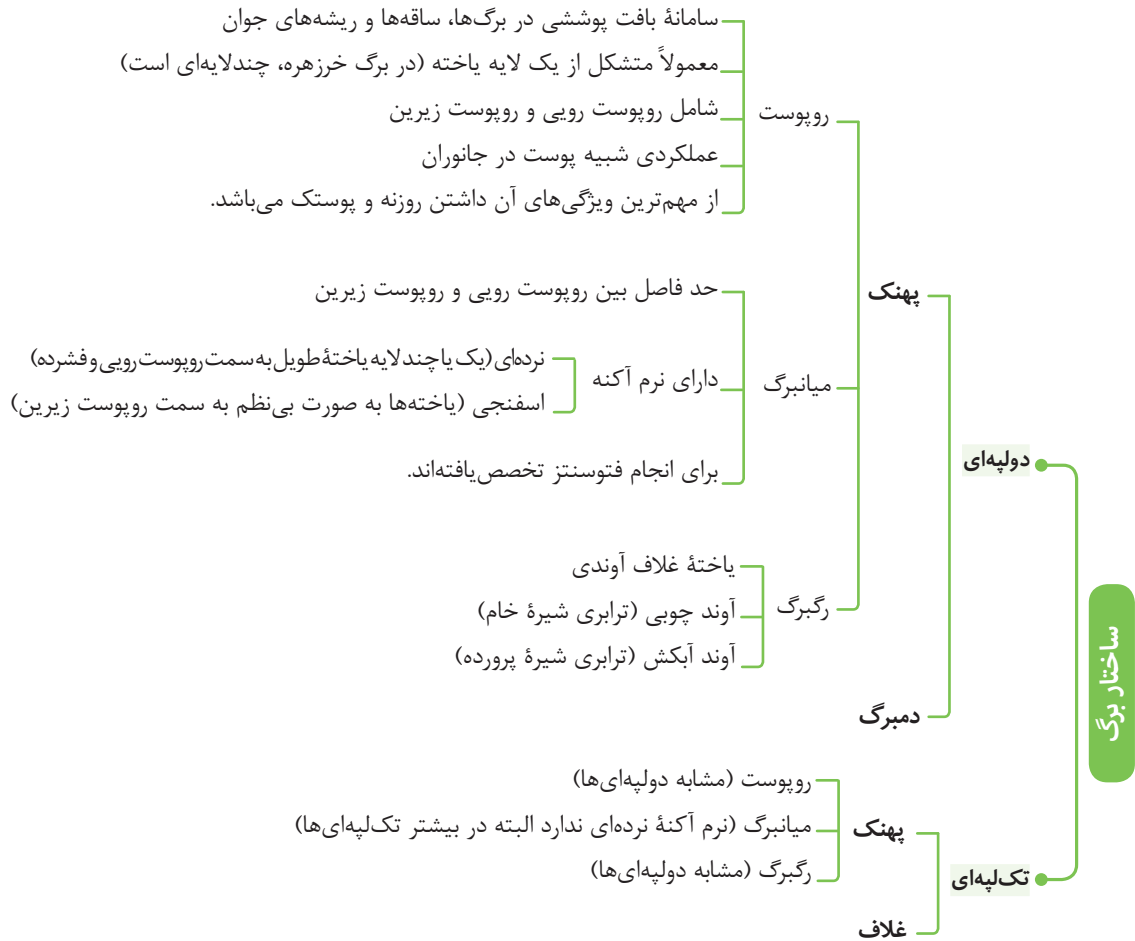 ساختار برگ
دولپه‌ای
پهنک
روپوست
سامانهٔ بافت پوششی در برگ‌ها، ساقه‌ها و ریشه‌های جوان
معمولاً متشکل از یک لایه یاخته (در برگ خرزهره، چندلایه‌ای است)
شامل روپوست رویی و روپوست زیرین
عملکردی شبیه پوست در جانوران
از مهم‌ترین ویژگی‌های آن داشتن روزنه و پوستک می‌باشد.
میانبرگ
حد فاصل بین روپوست رویی و روپوست زیرین
دارای نرم آکنه
نرده‌ای (یک یا چند لایه یاختهٔ طویل به سمت روپوست رویی و فشرده)
اسفنجی (یاخته‌ها به صورت بی‌نظم به سمت روپوست زیرین)
برای انجام فتوسنتز تخصص‌یافته‌اند.
رگبرگ
یاختهٔ غلاف آوندی
آوند چوبی (ترابری شیرهٔ خام)
آوند آبکش (ترابری شیرهٔ پرورده)
دمبرگ
تک‌لپه‌ای
پهنک
روپوست (مشابه دولپه‌ای‌ها)
میانبرگ (نرم آکنهٔ نرده‌ای ندارد البته در بیشتر تک‌لپه‌ای‌ها)
رگبرگ (مشابه دولپه‌ای‌ها)
غلاف